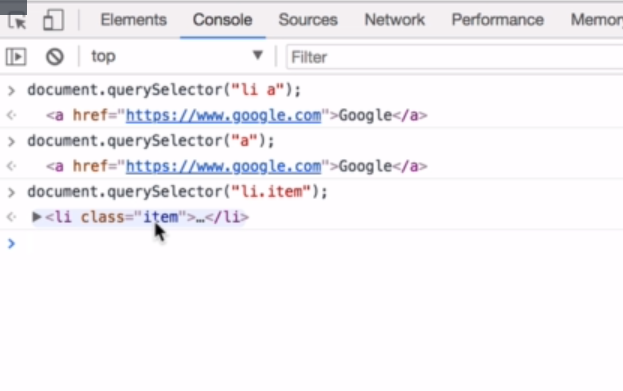 Elements Console Sources Network Performance
top Filter
document.querySelector("li a");
<a href="https://www.google.com">Google</a>
document.querySelector("a");
<a href="https://www.google.com">Google</a>
document.querySelector("li.item");
<li class="item">…</li>